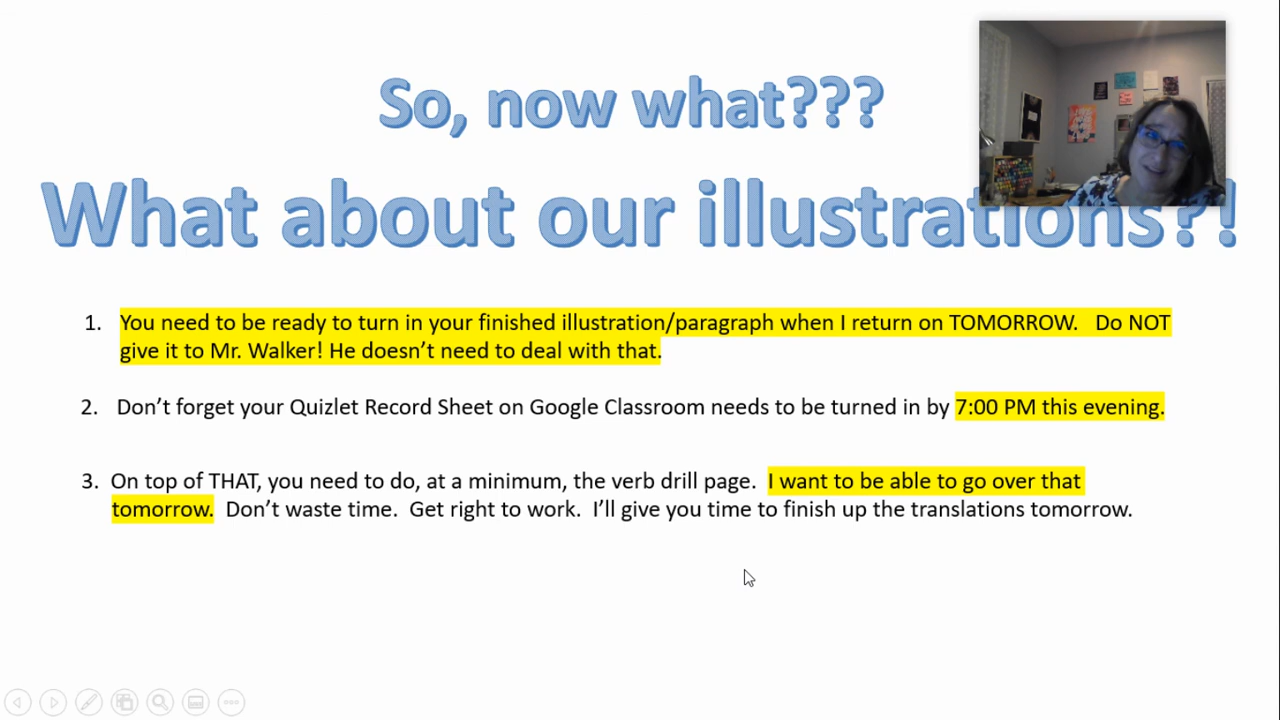 So, now what???
What about our illustrations?!
1. You need to be ready to turn in your finished illustration/paragraph when I return on TOMORROW. Do NOT
give it to Mr. Walker! He doesn’t need to deal with that.
2. Don’t forget your Quizlet Record Sheet on Google Classroom needs to be turned in by 7:00 PM this evening.
3. On top of THAT, you need to do, at a minimum, the verb drill page. I want to be able to go over that
tomorrow. Don’t waste time. Get right to work. I’ll give you time to finish up the translations tomorrow.